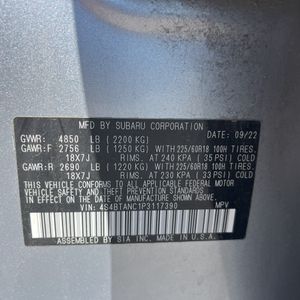 MFD BY SUBARU CORPORATION DATE: 09/22
GVWR: 4850 LB (2200 KG)
GAWR:F 2756 LB (1250 KG) WITH 225/60R18 100H TIRES.
18X7J RIMS. AT 240 KPA (35 PSI) COLD
GAWR:R 2690 LB (1220 KG) WITH 225/60R18 100H TIRES.
18X7J RIMS. AT 230 KPA (33 PSI) COLD
THIS VEHICLE CONFORMS TO ALL APPLICABLE
FEDERAL MOTOR VEHICLE SAFETY
AND THEFT PREVENTION STANDARDS
IN EFFECT ON THE DATE OF
MANUFACTURE SHOWN ABOVE.
VIN: 4S4BTANC1P3117390 MPV
ASSEMBLED BY SIA INC. MADE IN U.S.A.